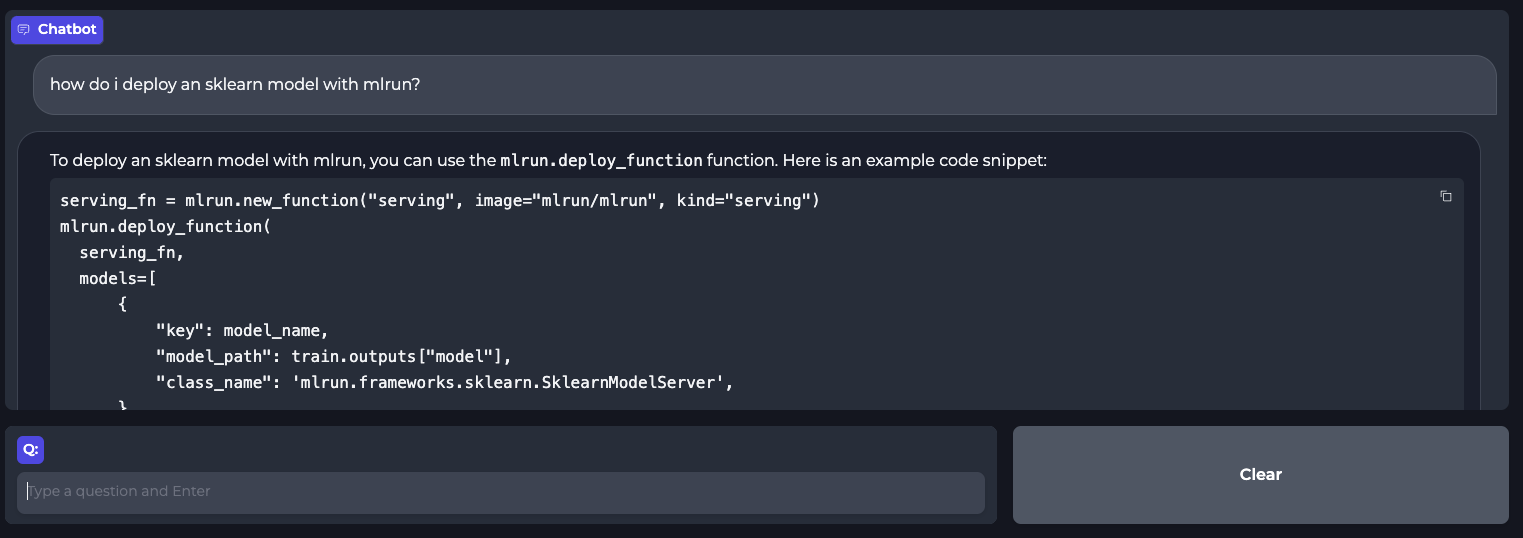 Chatbot
how do i deploy an sklearn model with mlrun?
To deploy an sklearn model with mlrun, you can use the mlrun.deploy_function function. Here is an example code snippet:
serving_fn = mlrun.new_function("serving", image="mlrun/mlrun", kind="serving")
mlrun.deploy_function(
  serving_fn,
  models=[
      {
          "key": model_name,
          "model_path": train.outputs["model"],
          "class_name": 'mlrun.frameworks.sklearn.SklearnModelServer',
      }
Q:
Type a question and Enter
Clear